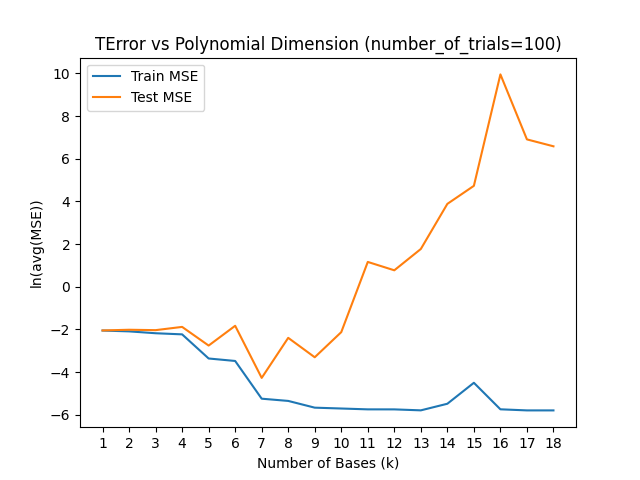 TError vs Polynomial Dimension (number_of_trials=100)
Train MSE
Test MSE
ln(avg(MSE))
10
8
6
4
2
0
−2
−4
−6
1 2 3 4 5 6 7 8 9 10 11 12 13 14 15 16 17 18
Number of Bases (k)